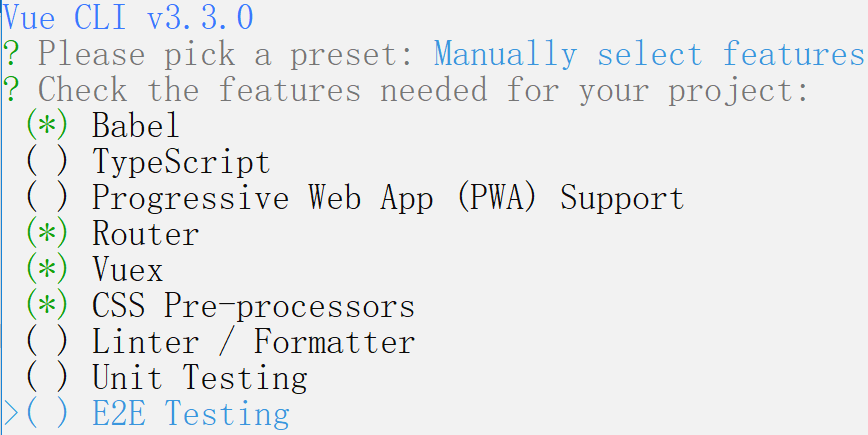 Vue CLI v3.3.0
? Please pick a preset: Manually select features
? Check the features needed for your project:
(*) Babel
( ) TypeScript
( ) Progressive Web App (PWA) Support
(*) Router
(*) Vuex
(*) CSS Pre-processors
( ) Linter / Formatter
( ) Unit Testing
>( ) E2E Testing